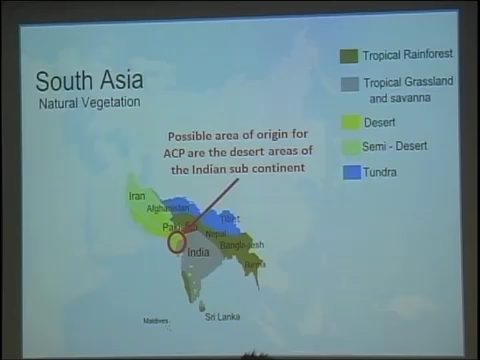 South Asia
Natural Vegetation
Tropical Rainforest
Tropical Grassland
and savanna
Desert
Semi - Desert
Tundra
Possible area of origin for
ACP are the desert areas of
the Indian sub continent
Iran
Afghanistan
Tibet
Nepal
Bangladesh
India
Sri Lanka
Maldives